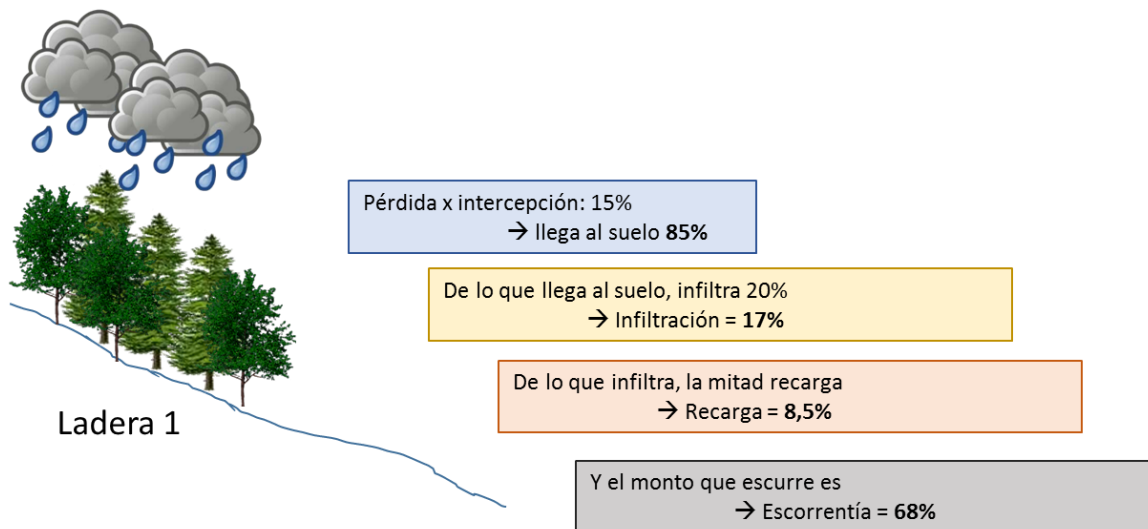 Pérdida x intercepción: 15%
→ llega al suelo 85%
De lo que llega al suelo, infiltra 20%
→ Infiltración = 17%
De lo que infiltra, la mitad recarga
→ Recarga = 8,5%
Ladera 1
Y el monto que escurre es
→ Escorrentía = 68%